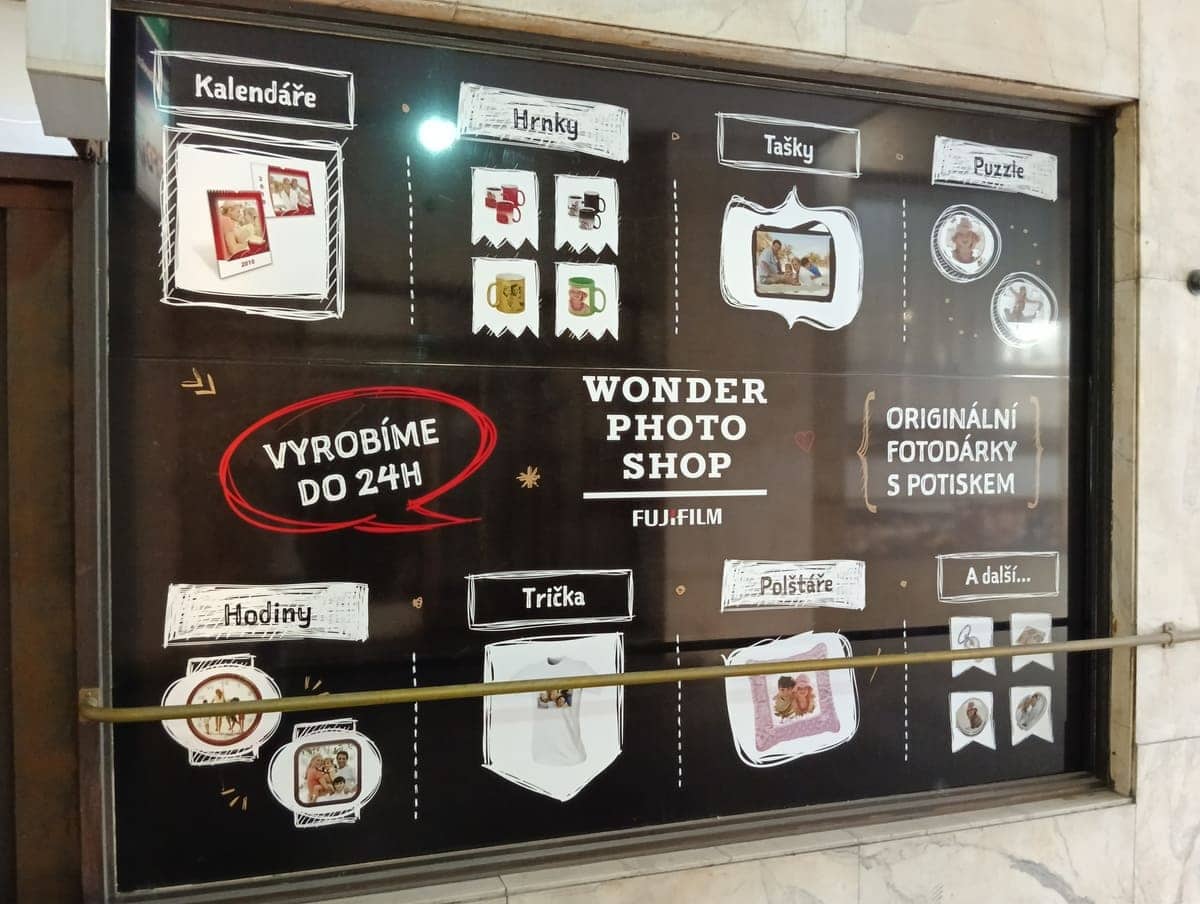 Kalendáře
Hrnky
Tašky
Puzzle
VYROBÍME
DO 24H
WONDER
PHOTO
SHOP
FUJIFILM
ORIGINÁLNÍ
FOTODÁRKY
S POTISKEM
Hodiny
Trička
Polštáře
A další...